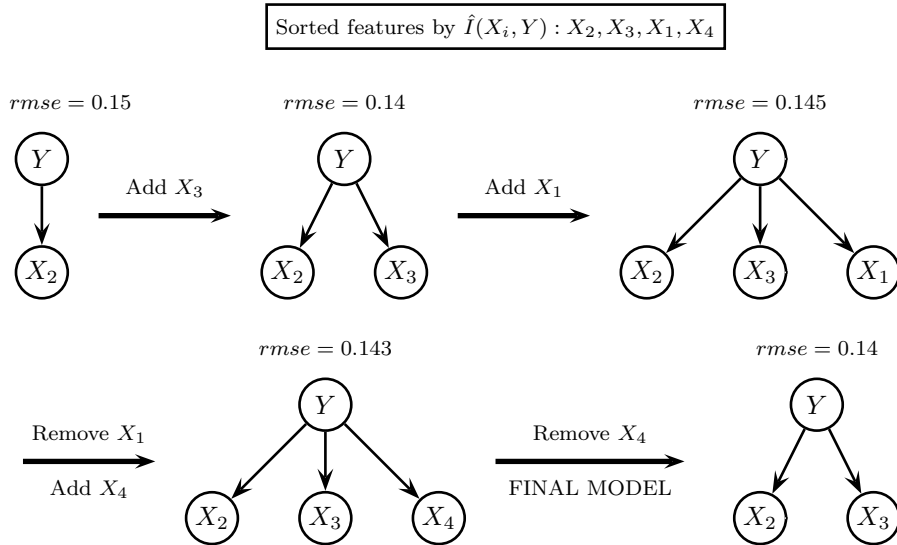 Sorted features by $\hat{I}(X_i, Y) : X_2, X_3, X_1, X_4$
$rmse = 0.15$
$rmse = 0.14$
$rmse = 0.145$
$Y$
$Y$
$Y$
Add $X_3$
Add $X_1$
$X_2$
$X_2$
$X_3$
$X_2$
$X_3$
$X_1$
$rmse = 0.143$
$rmse = 0.14$
$Y$
$Y$
Remove $X_1$
Add $X_4$
Remove $X_4$
FINAL MODEL
$X_2$
$X_3$
$X_4$
$X_2$
$X_3$